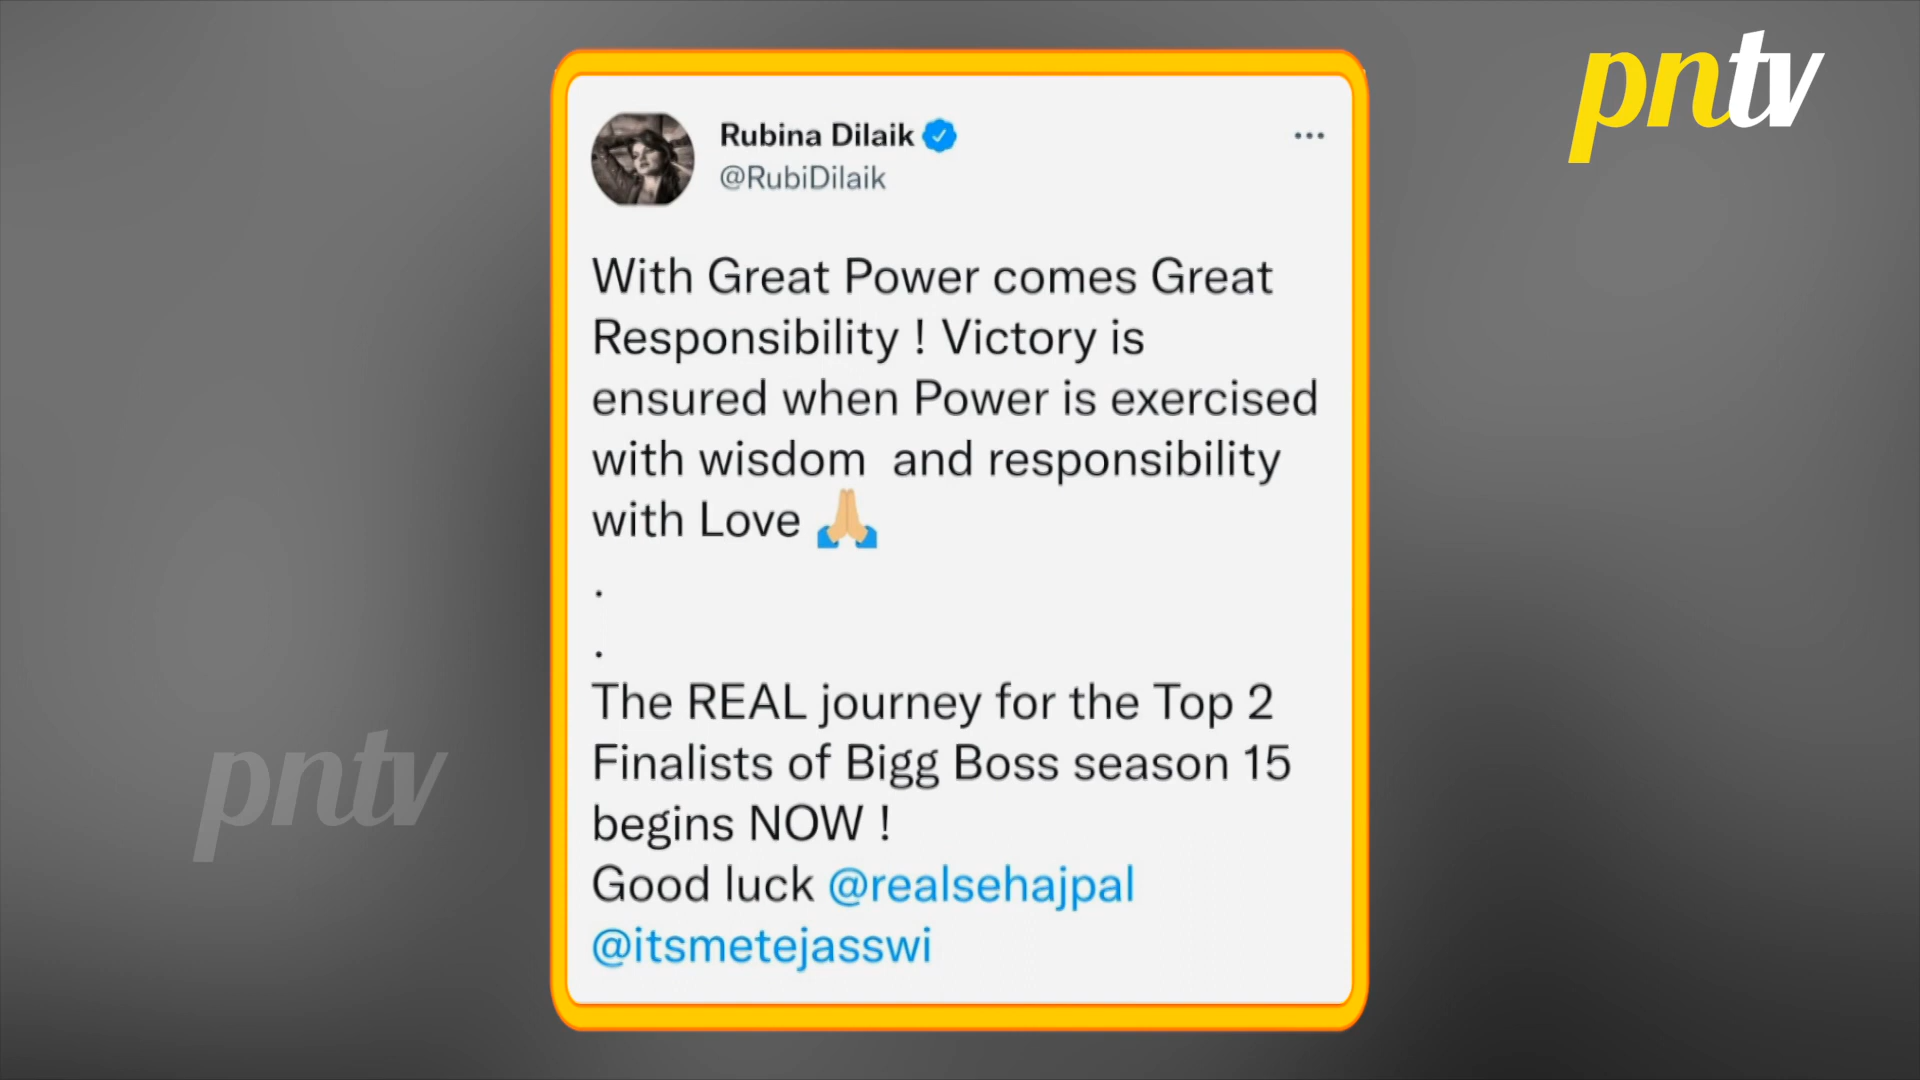 pntv
Rubina Dilaik
@RubiDilaik
With Great Power comes Great
Responsibility ! Victory is
ensured when Power is exercised
with wisdom  and responsibility
with Love 🙏🏼
.
.
The REAL journey for the Top 2
Finalists of Bigg Boss season 15
begins NOW !
Good luck @realsehajpal
@itsmetejasswi
pntv